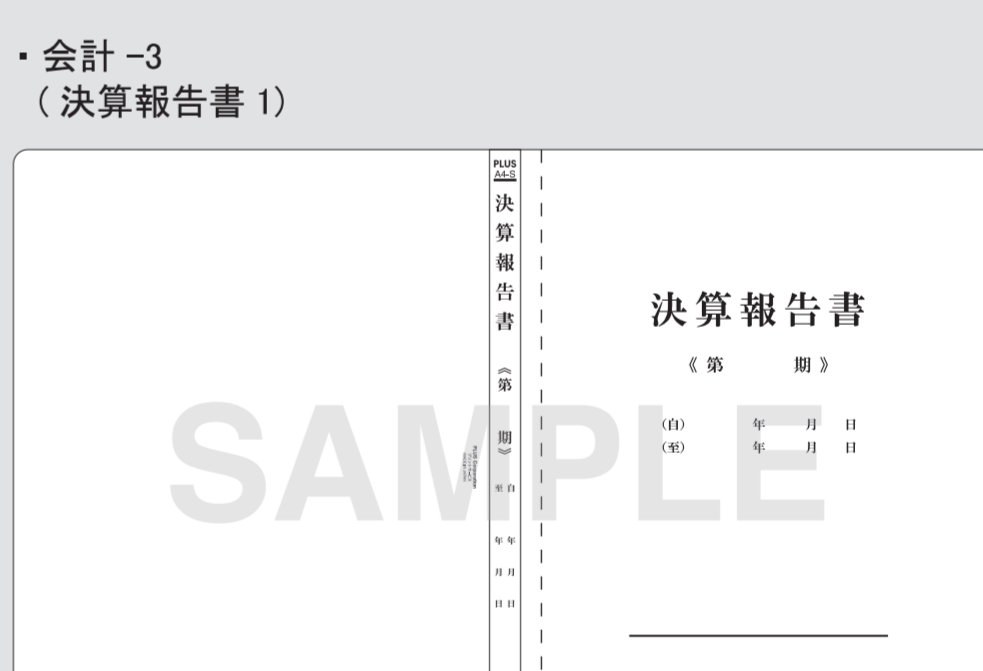 ・会計 −3
(決算報告書 1)
PLUS
A4-S
決算報告書
《第 期》
自 年 月 日
至 年 月 日
PLUS Corporation
決算報告書
《第 期》
(自) 年 月 日
(至) 年 月 日
SAMPLE